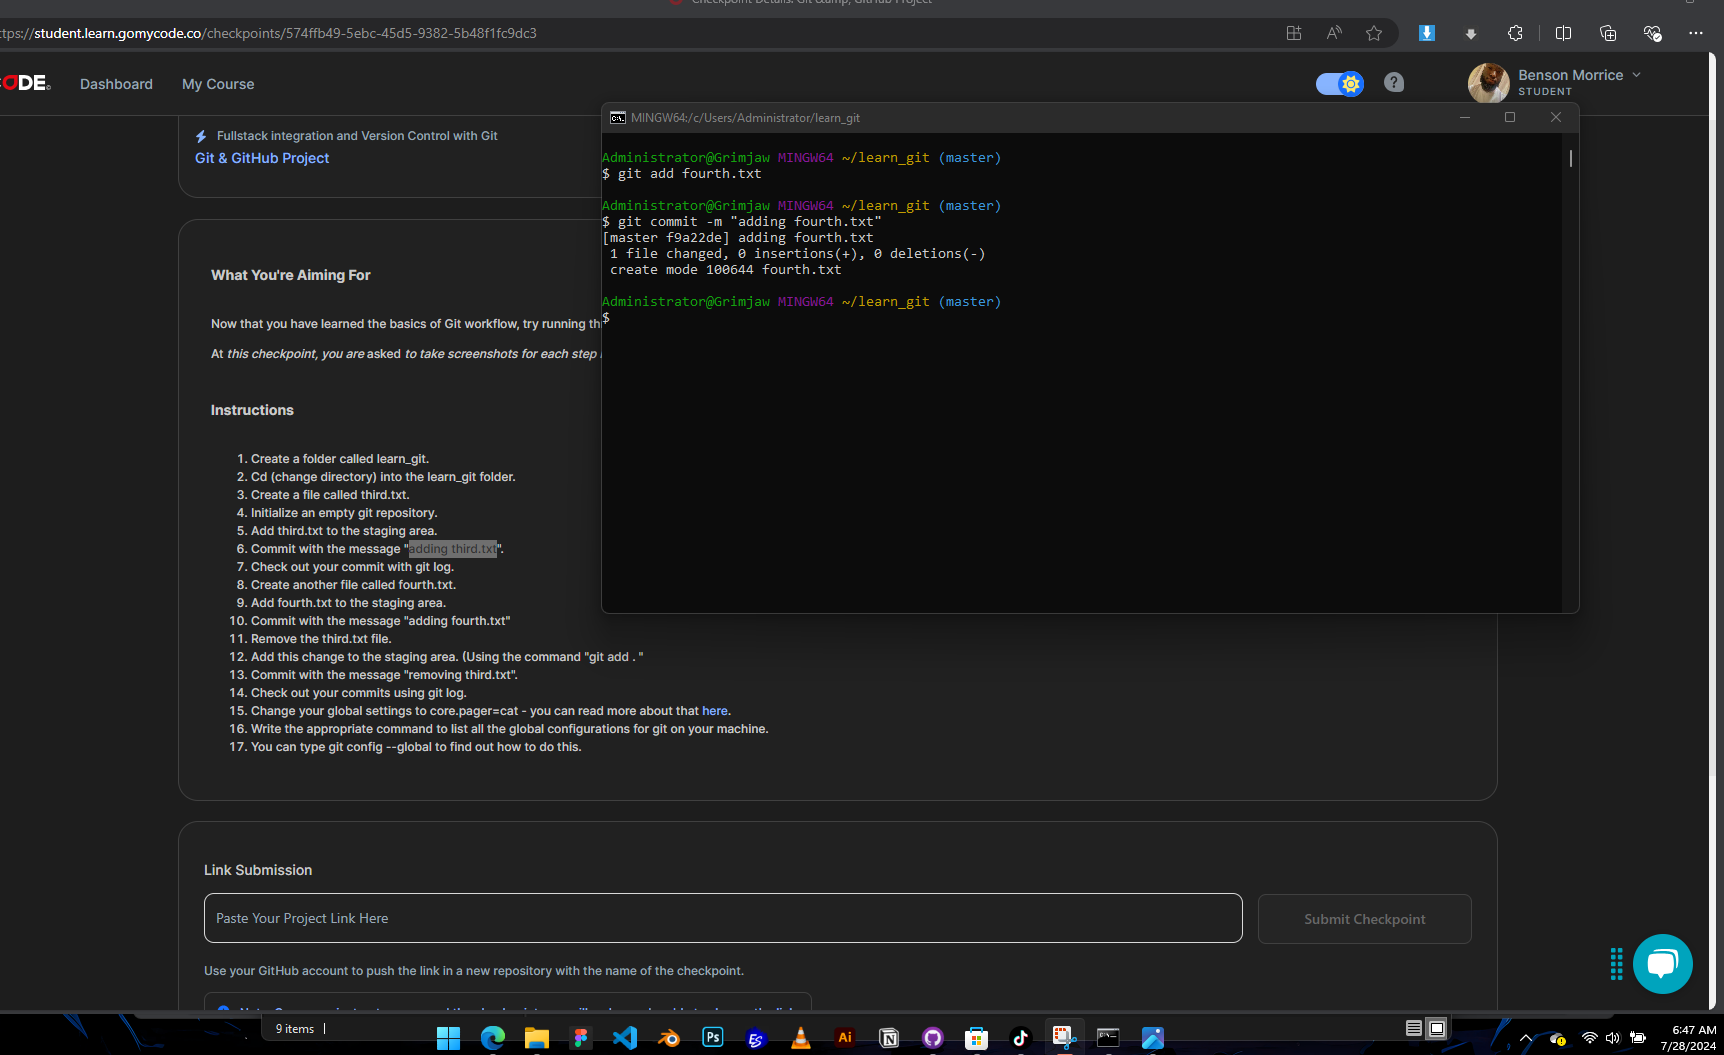 Checkpoint Details: Git &amp; GitHub Project
ttps://student.learn.gomycode.co/checkpoints/574ffb49-5ebc-45d5-9382-5b48f1fc9dc3
CODE.
Dashboard
My Course
Benson Morrice
STUDENT
Fullstack integration and Version Control with Git
Git & GitHub Project
MINGW64:/c/Users/Administrator/learn_git
Administrator@Grimjaw MINGW64 ~/learn_git (master)
$ git add fourth.txt
Administrator@Grimjaw MINGW64 ~/learn_git (master)
$ git commit -m "adding fourth.txt"
[master f9a22de] adding fourth.txt
1 file changed, 0 insertions(+), 0 deletions(-)
create mode 100644 fourth.txt
Administrator@Grimjaw MINGW64 ~/learn_git (master)
$
What You're Aiming For
Now that you have learned the basics of Git workflow, try running th
At this checkpoint, you are asked to take screenshots for each step
Instructions
1. Create a folder called learn_git.
2. Cd (change directory) into the learn_git folder.
3. Create a file called third.txt.
4. Initialize an empty git repository.
5. Add third.txt to the staging area.
6. Commit with the message "adding third.txt".
7. Check out your commit with git log.
8. Create another file called fourth.txt.
9. Add fourth.txt to the staging area.
10. Commit with the message "adding fourth.txt"
11. Remove the third.txt file.
12. Add this change to the staging area. (Using the command "git add . "
13. Commit with the message "removing third.txt".
14. Check out your commits using git log.
15. Change your global settings to core.pager=cat - you can read more about that here.
16. Write the appropriate command to list all the global configurations for git on your machine.
17. You can type git config --global to find out how to do this.
Link Submission
Paste Your Project Link Here
Submit Checkpoint
Use your GitHub account to push the link in a new repository with the name of the checkpoint.
9 items
Ps
Es
Ai
6:47 AM
7/28/2024